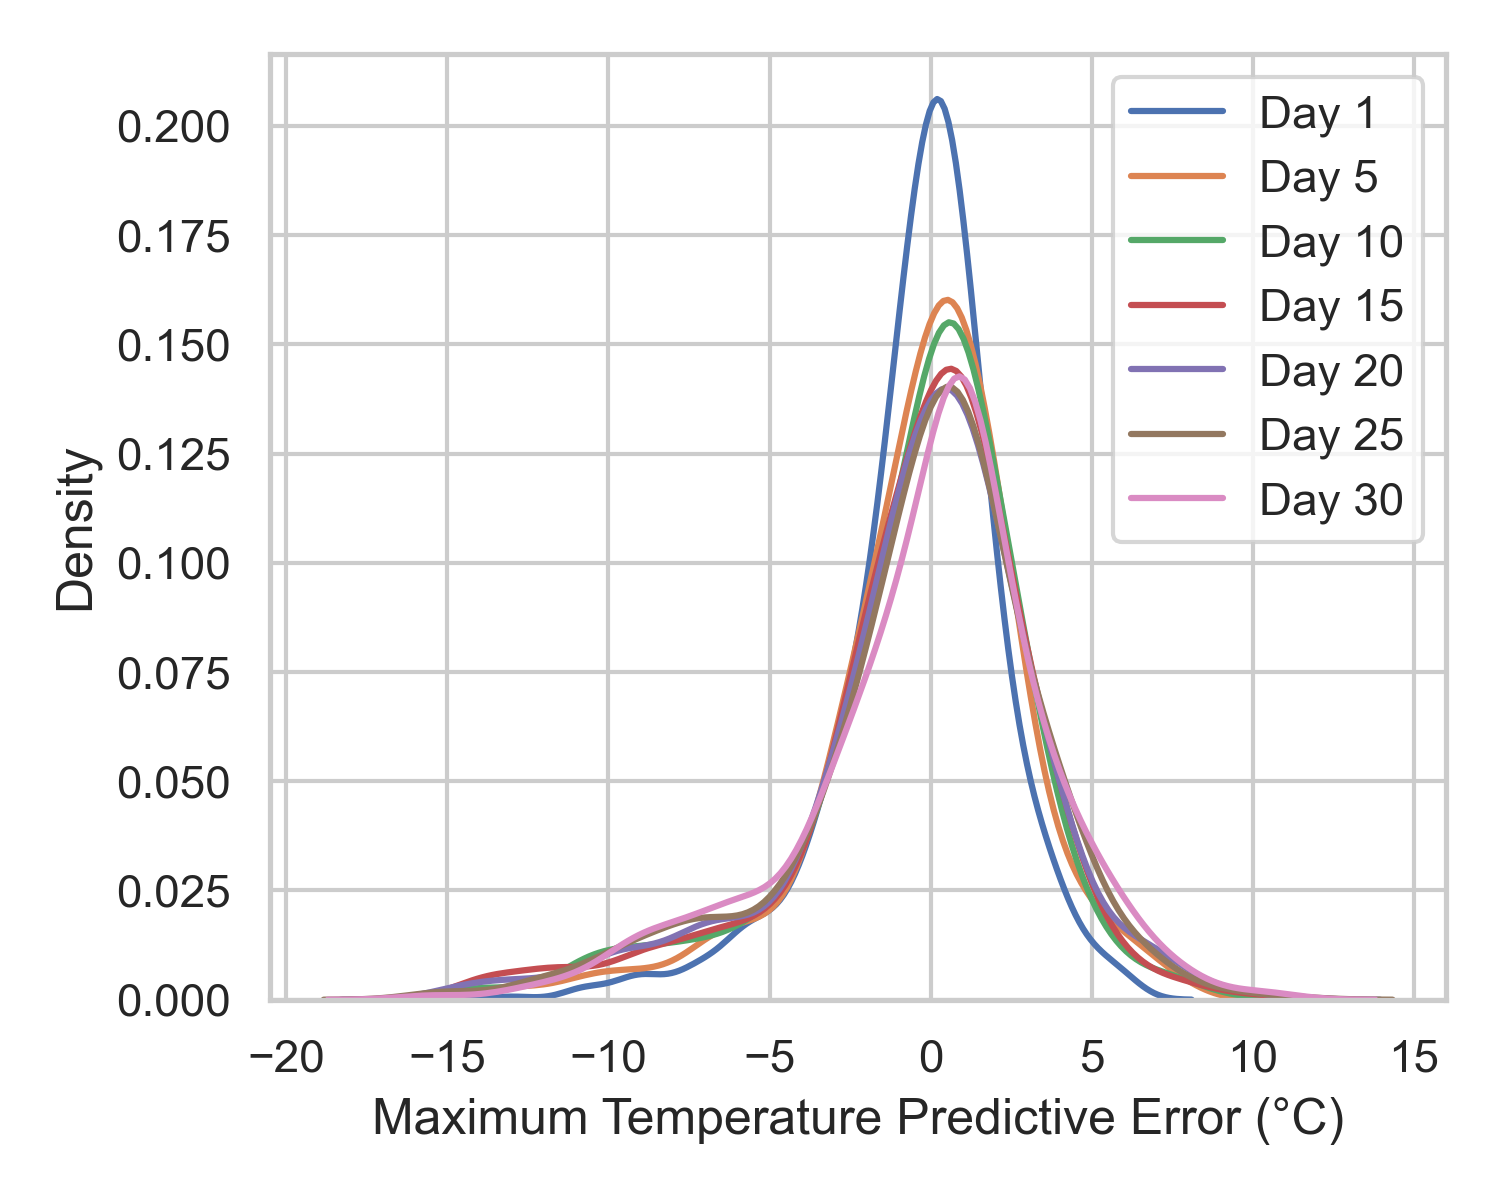 0.200
0.175
0.150
0.125
0.100
0.075
0.050
0.025
0.000
Density
−20 −15 −10 −5 0 5 10 15
Maximum Temperature Predictive Error (°C)
Day 1
Day 5
Day 10
Day 15
Day 20
Day 25
Day 30